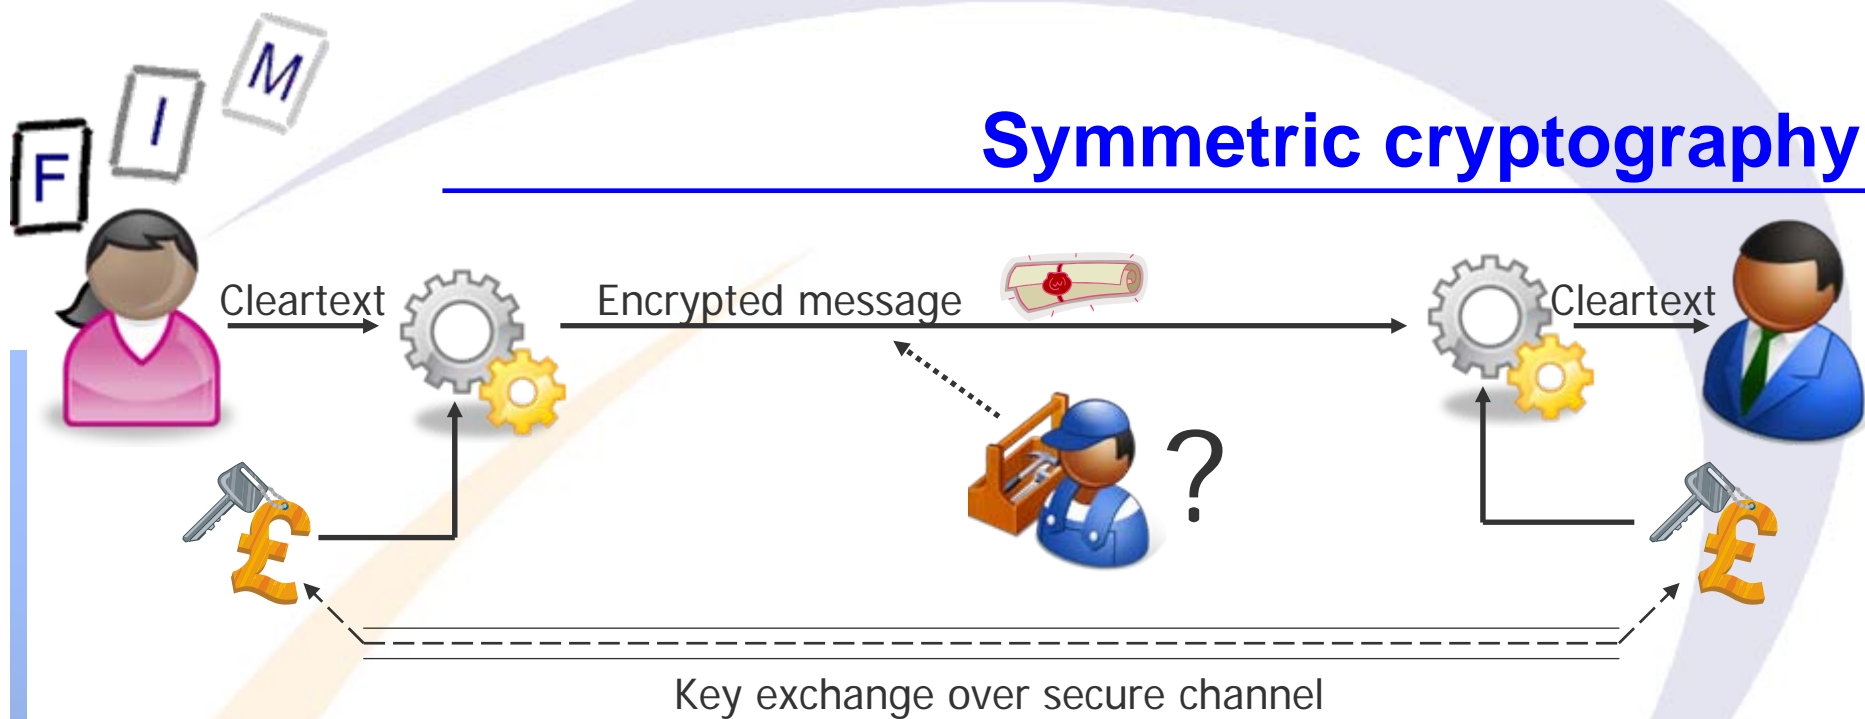 F I M
Symmetric cryptography
Cleartext
Encrypted message
Cleartext
?
£
£
Key exchange over secure channel